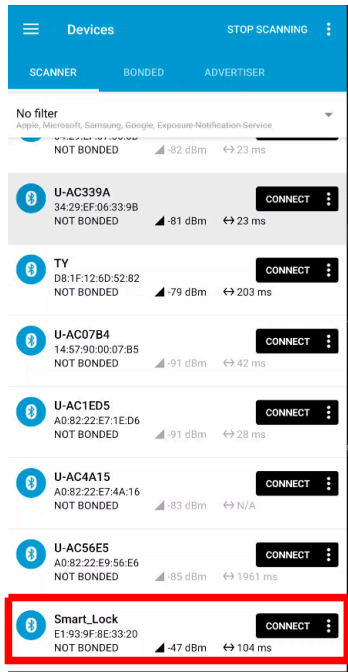 Devices
STOP SCANNING
SCANNER
BONDED
ADVERTISER
No filter
Apple, Microsoft, Samsung, Google, Exposure Notification Service
NOT BONDED -82 dBm 23 ms
U-AC339A
34:29:EF:06:33:9B
CONNECT
NOT BONDED -81 dBm 23 ms
TY
D8:1F:12:6D:52:82
CONNECT
NOT BONDED -79 dBm 203 ms
U-AC07B4
14:57:90:00:07:B5
CONNECT
NOT BONDED -91 dBm 42 ms
U-AC1ED5
A0:82:22:E7:1E:D6
CONNECT
NOT BONDED -91 dBm 28 ms
U-AC4A15
A0:82:22:E7:4A:16
CONNECT
NOT BONDED -83 dBm N/A
U-AC56E5
A0:82:22:E9:56:E6
CONNECT
NOT BONDED -85 dBm 1961 ms
Smart_Lock
E1:93:9F:8E:33:20
CONNECT
NOT BONDED -47 dBm 104 ms